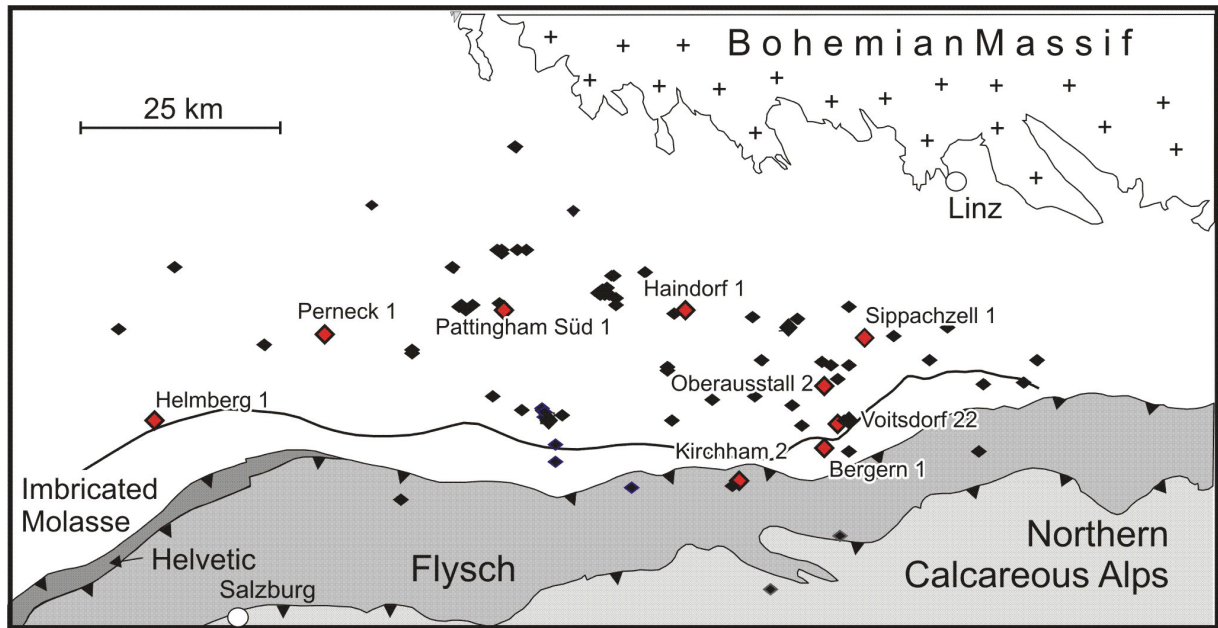 B o h e m i a n M a s s i f
25 km
Linz
Haindorf 1
Perneck 1
Pattingham Süd 1
Sippachzell 1
Oberausstall 2
Helmberg 1
Voitsdorf 22
Kirchham 2
Bergern 1
Imbricated
Molasse
Northern
Calcareous Alps
Helvetic
Flysch
Salzburg